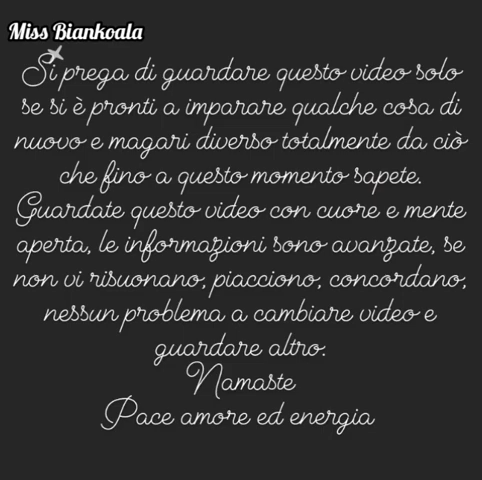 Miss Biankoala
Si prega di guardare questo video solo
se si è pronti a imparare qualche cosa di
nuovo e magari diverso totalmente da ciò
che fino a questo momento sapete.
Guardate questo video con cuore e mente
aperta, le informazioni sono avanzate, se
non vi risuonano, piacciono, concordano,
nessun problema a cambiare video e
guardare altro.
Namaste
Pace amore ed energia